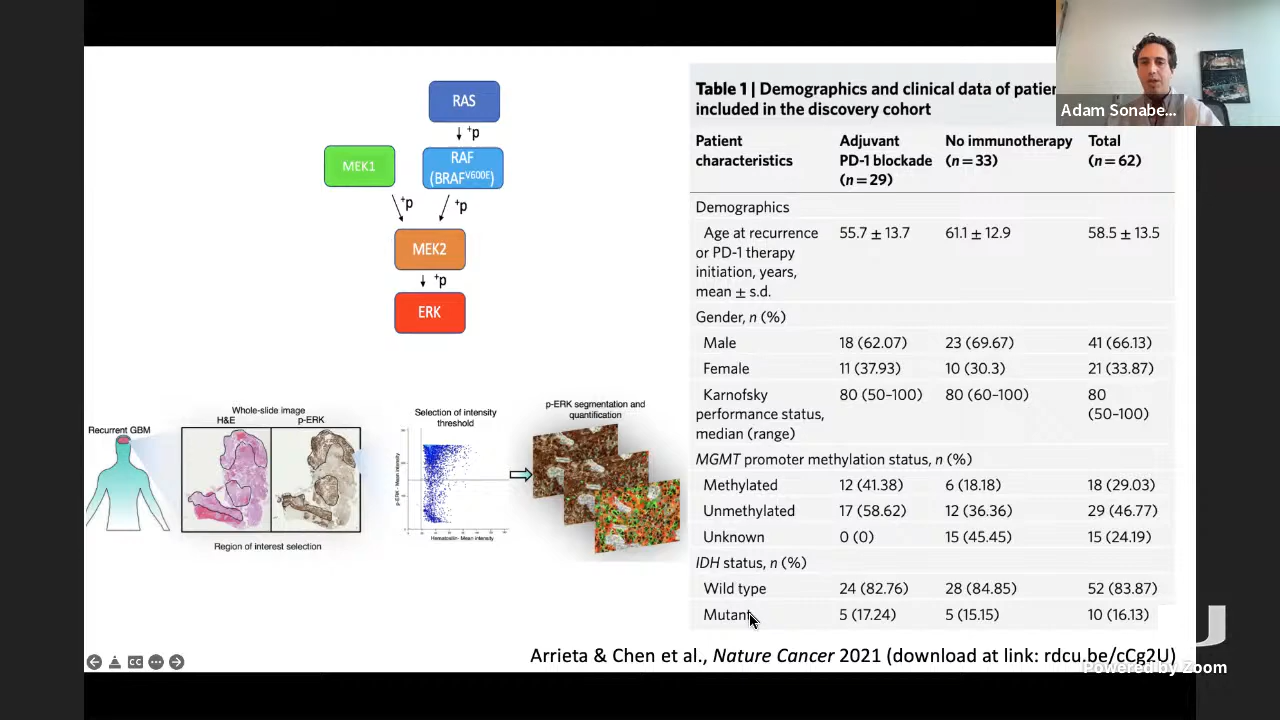 RAS
+p
MEK1
RAF
(BRAFV600E)
+p
+p
MEK2
+p
ERK
Recurrent GBM
Whole-slide image
H&E
p-ERK
Region of interest selection
Selection of intensity
threshold
p-ERK - Mean intensity
Hematoxilin- Mean intensity
p-ERK segmentation and
quantification
Table 1 | Demographics and clinical data of patie
included in the discovery cohort
Patient characteristics
Adjuvant PD-1 blockade (n=29)
No immunotherapy (n=33)
Total (n=62)
Demographics
Age at recurrence or PD-1 therapy initiation, years, mean ± s.d. 55.7 ± 13.7 61.1 ± 12.9 58.5 ± 13.5
Gender, n (%)
Male 18 (62.07) 23 (69.67) 41 (66.13)
Female 11 (37.93) 10 (30.3) 21 (33.87)
Karnofsky performance status, median (range) 80 (50–100) 80 (60–100) 80 (50–100)
MGMT promoter methylation status, n (%)
Methylated 12 (41.38) 6 (18.18) 18 (29.03)
Unmethylated 17 (58.62) 12 (36.36) 29 (46.77)
Unknown 0 (0) 15 (45.45) 15 (24.19)
IDH status, n (%)
Wild type 24 (82.76) 28 (84.85) 52 (83.87)
Mutant 5 (17.24) 5 (15.15) 10 (16.13)
Arrieta & Chen et al., Nature Cancer 2021 (download at link: rdcu.be/cCg2U)
Adam Sonabe...
CC
Powered by Zoom